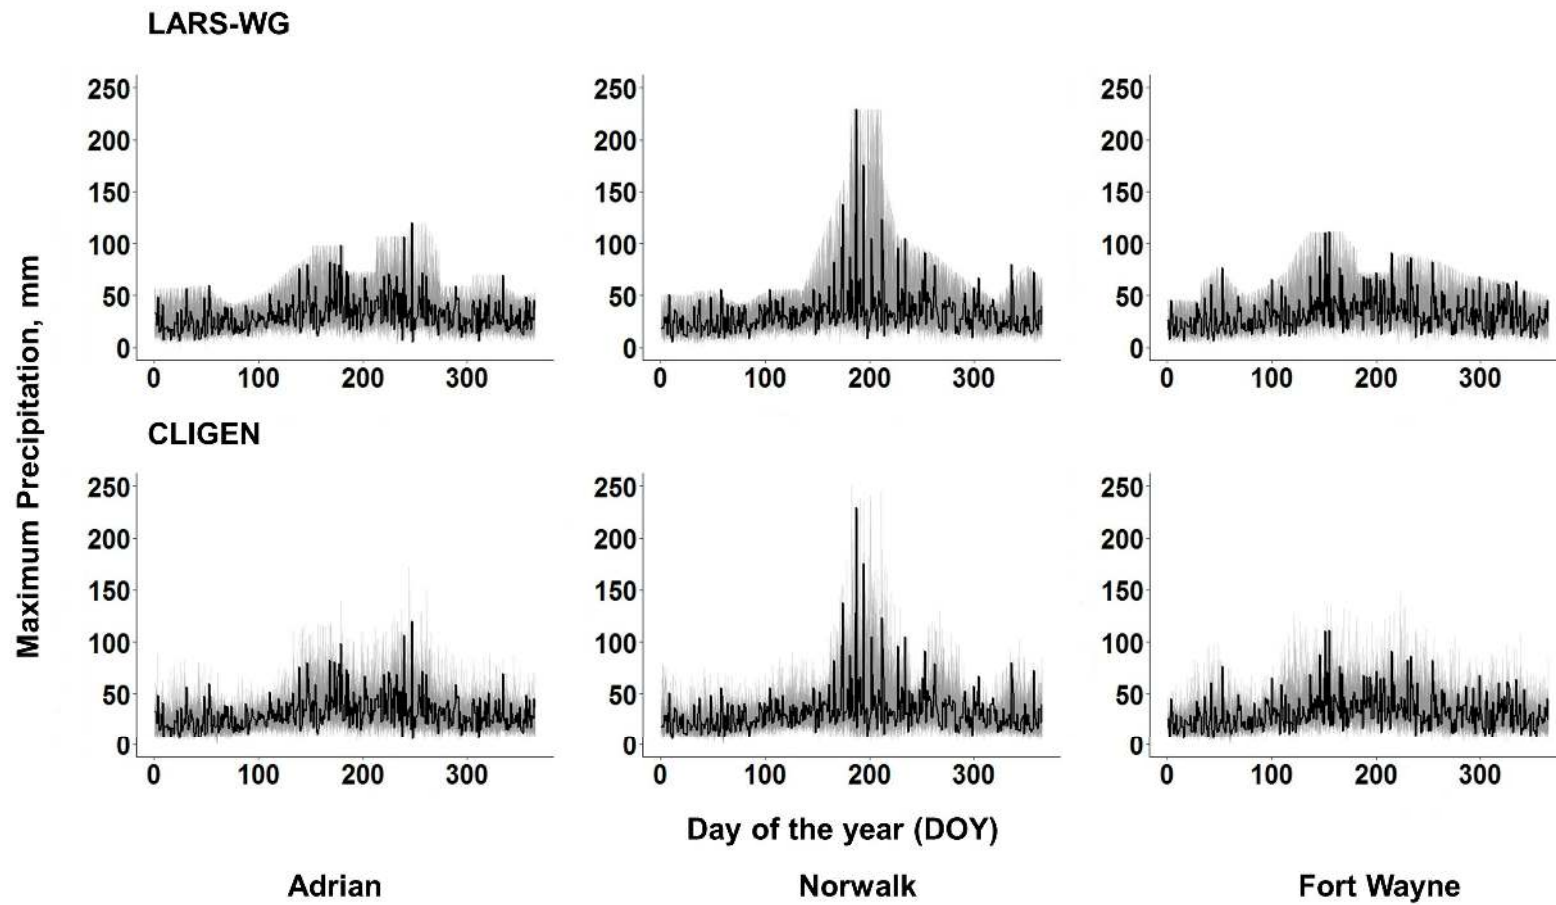 LARS-WG
250 250 250
200 200 200
150 150 150
100 100 100
50 50 50
0 0 0
0 100 200 300 0 100 200 300 0 100 200 300
Maximum Precipitation, mm
CLIGEN
250 250 250
200 200 200
150 150 150
100 100 100
50 50 50
0 0 0
0 100 200 300 0 100 200 300 0 100 200 300
Day of the year (DOY)
Adrian Norwalk Fort Wayne